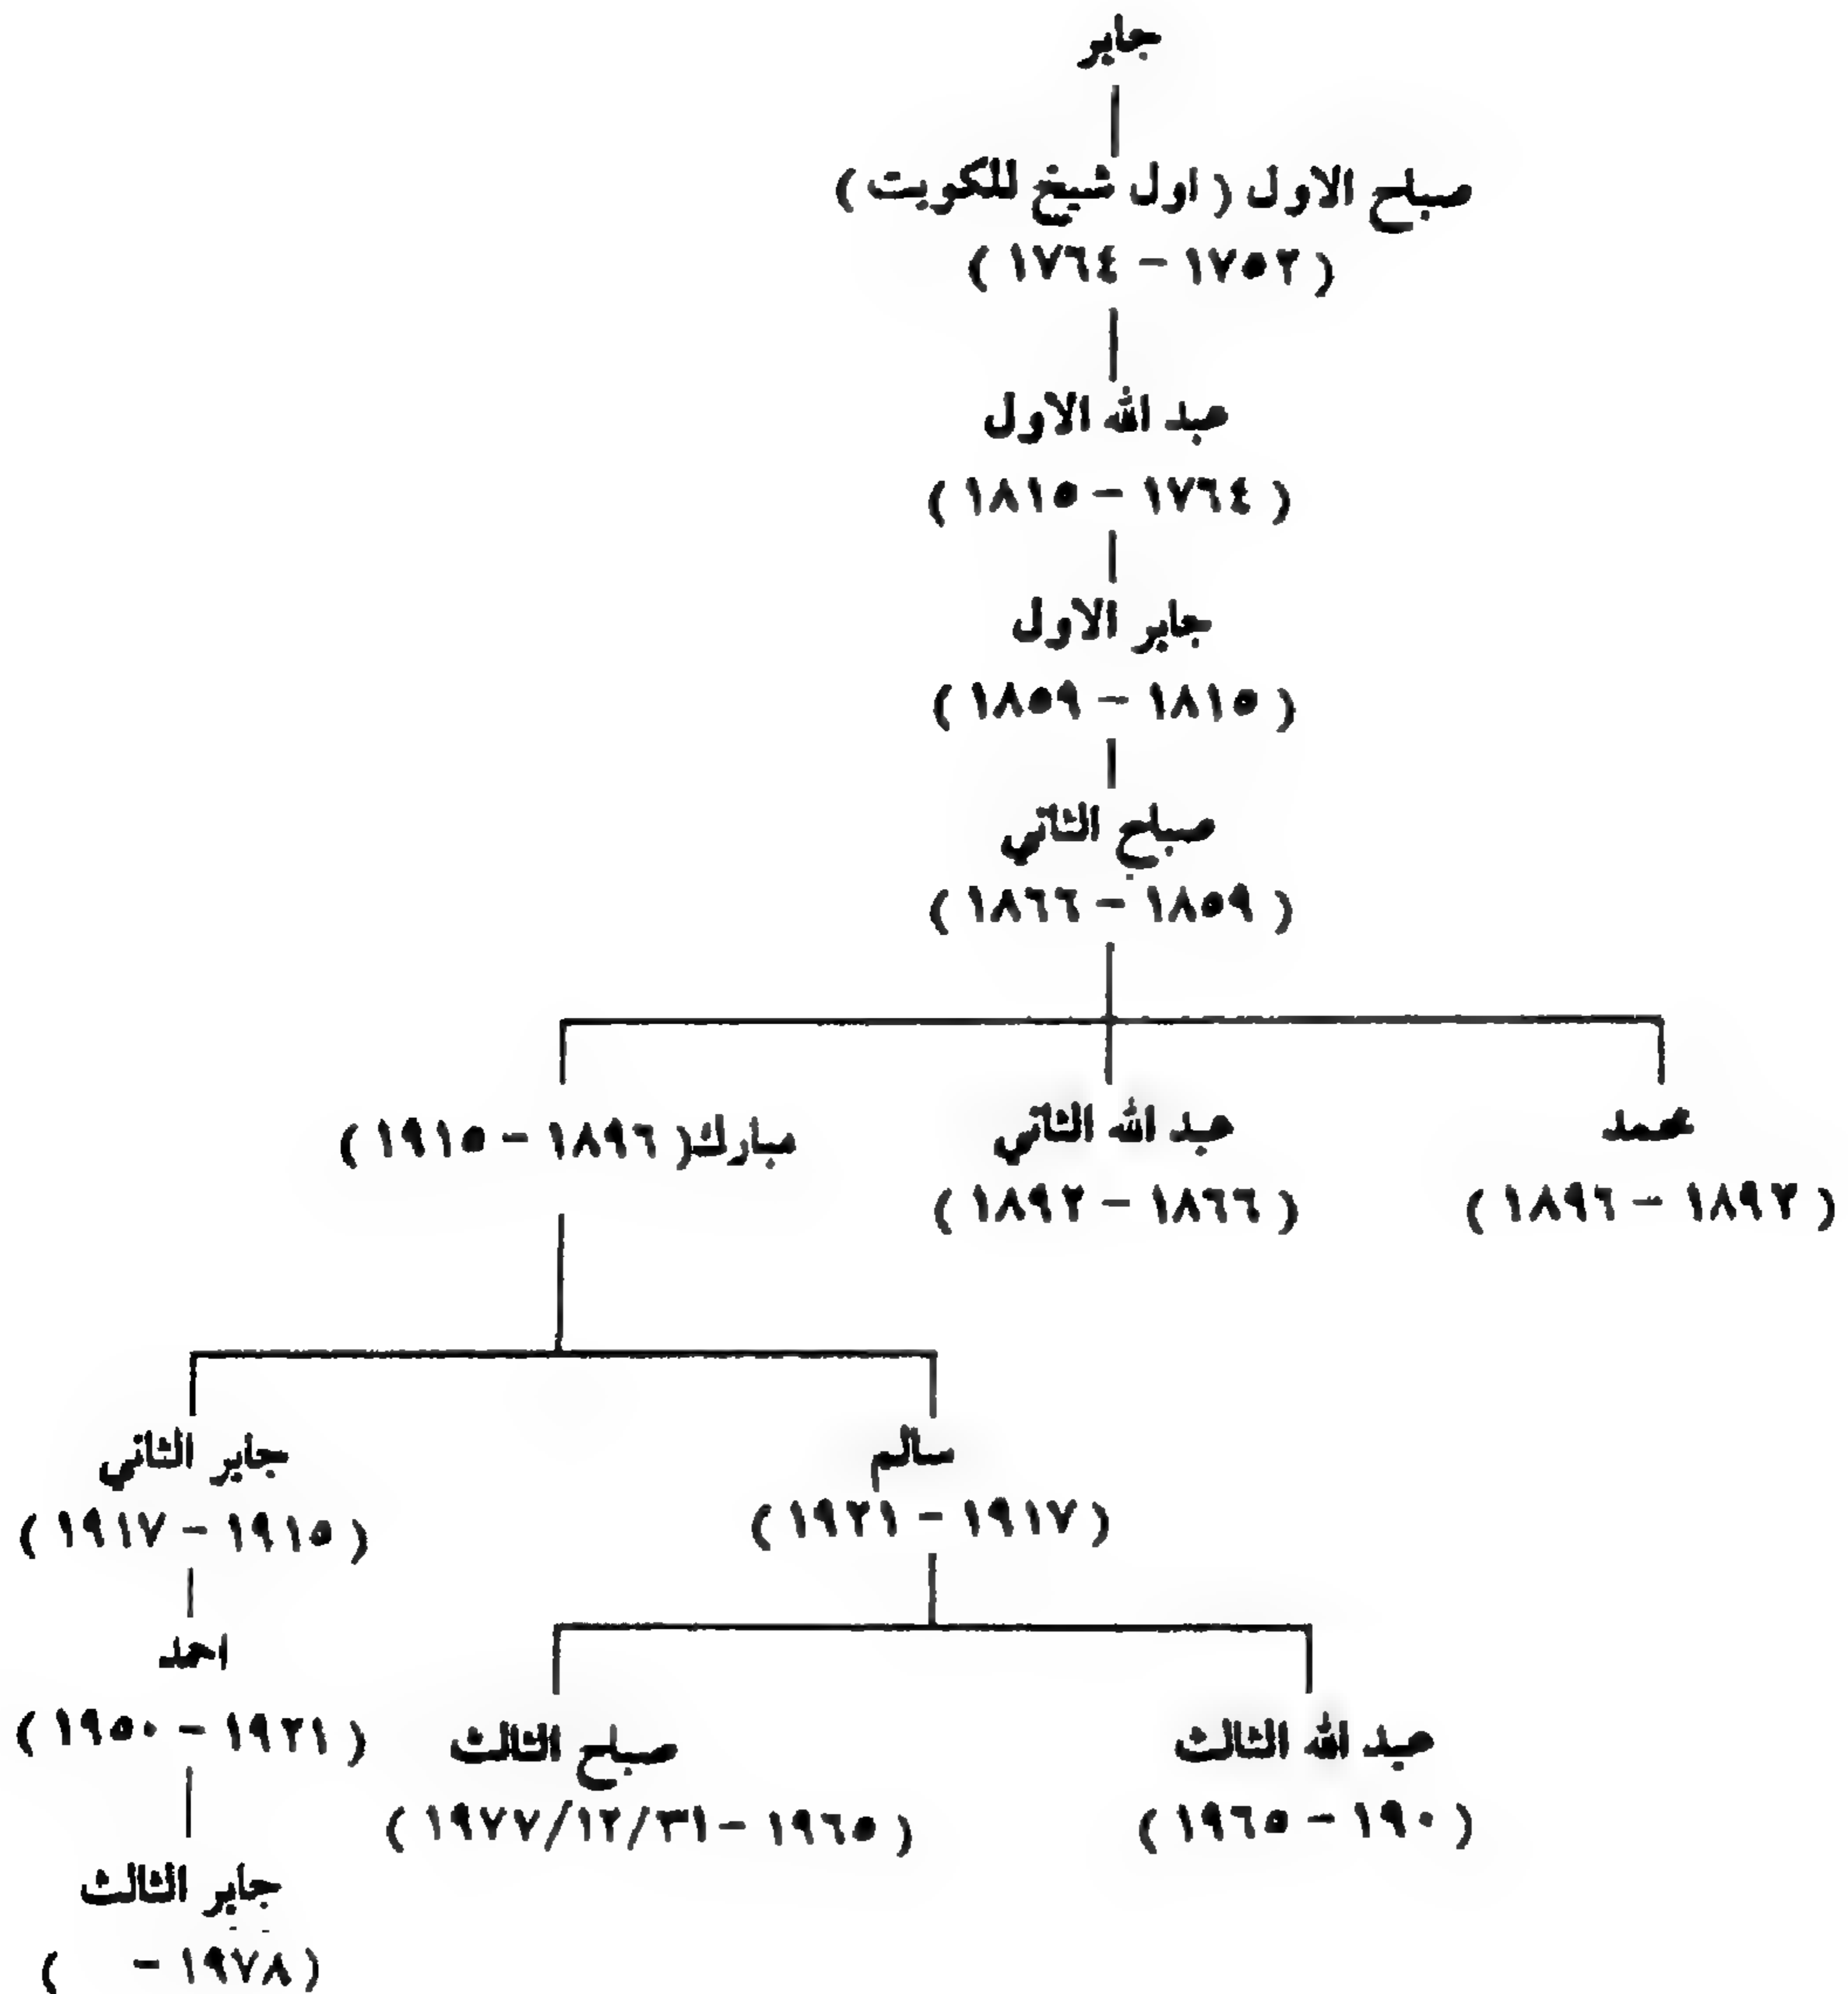 جابر
صباح الاول (اول شيخ للكويت)
(١٧٥٢ – ١٧٦٤)
عبد الله الاول
(١٧٦٤ – ١٨١٥)
جابر الاول
(١٨١٥ – ١٨٥٩)
صباح الثاني
(١٨٥٩ – ١٨٦٦)
محمد
(١٨٩٢ – ١٨٩٦)
عبد الله الثاني
(١٨٦٦ – ١٨٩٢)
مبارك (١٨٩٦ – ١٩١٥)
سالم
(١٩١٧ – ١٩٢١)
جابر الثاني
(١٩١٥ – ١٩١٧)
احمد
(١٩٢١ – ١٩٥٠)
عبد الله الثالث
(١٩٠ – ١٩٦٥)
صباح الثالث
(١٩٦٥ – ١٩٧٧/١٢/٣١)
جابر الثالث
(١٩٧٨ – )